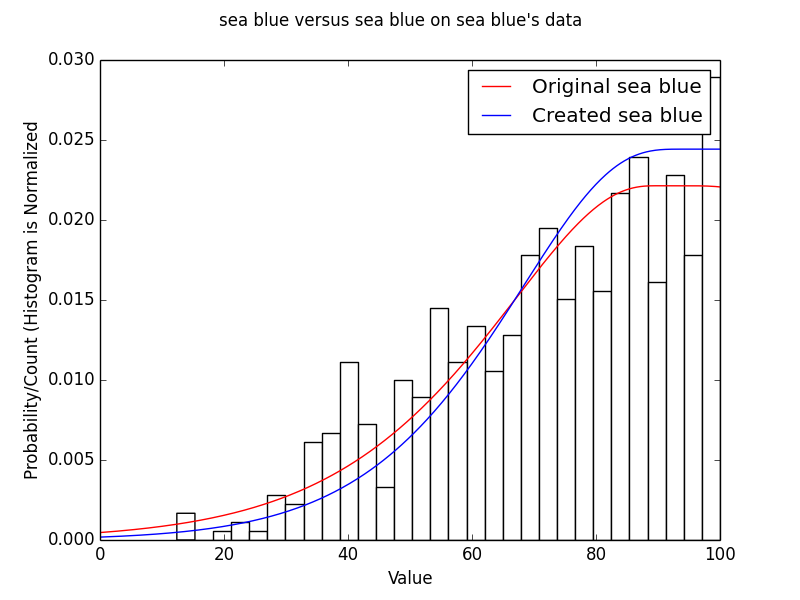 sea blue versus sea blue on sea blue's data
0.030
0.025
0.020
0.015
0.010
0.005
0.000
Probability/Count (Histogram is Normalized
Original sea blue
Created sea blue
0 20 40 60 80 100
Value